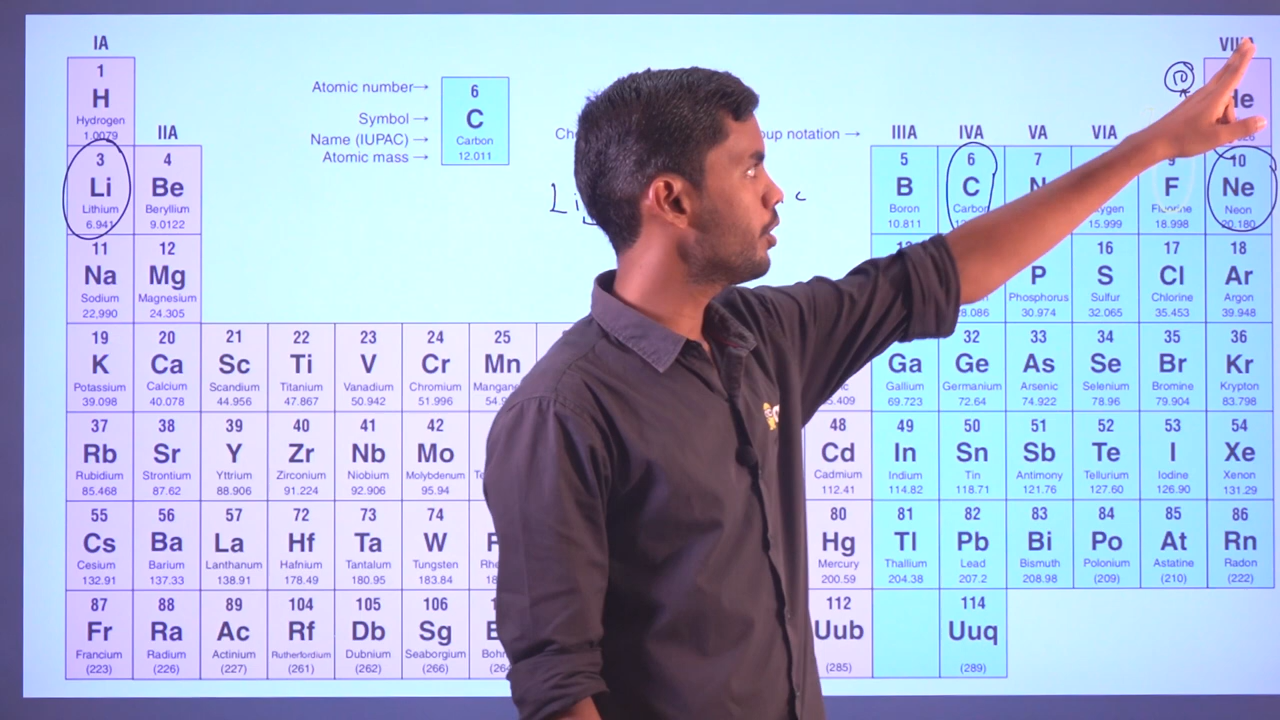 IA
1
H
Hydrogen
1.0079
Atomic number→
Symbol→
Name (IUPAC)→
Atomic mass→
6
C
Carbon
12.011
notation→
10
He
IIA IIIA IVA VA VIA
3 4 5 6 7 9 10
Li Be B C N F Ne
Lithium Beryllium Boron Carbon Fluorine Neon
6.941 9.0122 10.811 15.999 18.998 20.180
Li c
11 12 16 17 18
Na Mg P S Cl Ar
Sodium Magnesium Phosphorus Sulfur Chlorine Argon
22,990 24.305 30.974 32.065 35.453 39.948
19 20 21 22 23 24 25 32 33 34 35 36
K Ca Sc Ti V Cr Mn Ga Ge As Se Br Kr
Potassium Calcium Scandium Titanium Vanadium Chromium Gallium Germanium Arsenic Selenium Bromine Krypton
39.098 40.078 44.956 47.867 50.942 51.996 69.723 72.64 74.922 78.96 79.904 83.798
37 38 39 40 41 42 48 49 50 51 52 53 54
Rb Sr Y Zr Nb Mo Cd In Sn Sb Te I Xe
Rubidium Strontium Yttrium Zirconium Niobium Molybdenum Cadmium Indium Tin Antimony Tellurium Iodine Xenon
85.468 87.62 88.906 91.224 92.906 95.94 112.41 114.82 118.71 121.76 127.60 126.90 131.29
55 56 57 72 73 74 80 81 82 83 84 85 86
Cs Ba La Hf Ta W Hg Tl Pb Bi Po At Rn
Cesium Barium Lanthanum Hafnium Tantalum Tungsten Mercury Thallium Lead Bismuth Polonium Astatine Radon
132.91 137.33 138.91 178.49 180.95 183.84 200.59 204.38 207.2 208.98 (209) (210) (222)
87 88 89 104 105 106 112 114
Fr Ra Ac Rf Db Sg Uub Uuq
Francium Radium Actinium Rutherfordium Dubnium Seaborgium
(223) (226) (227) (261) (262) (266) (285) (289)